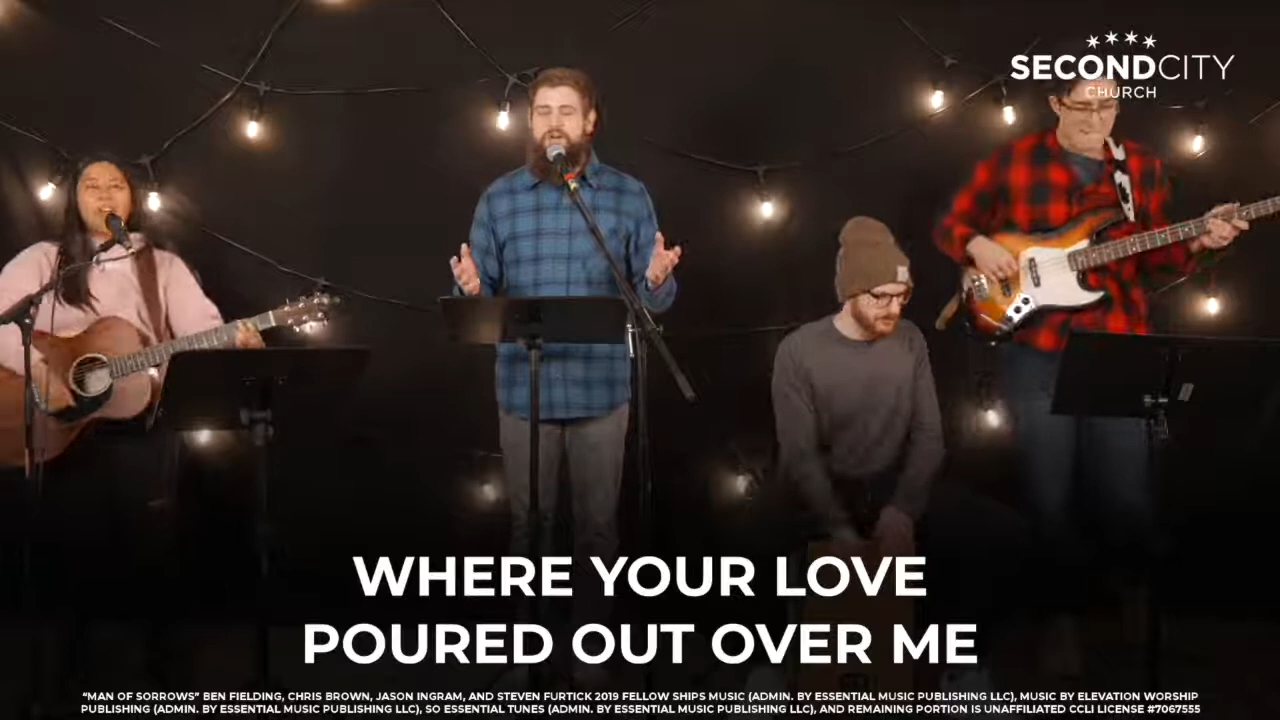 SECONDCITY
CHURCH
WHERE YOUR LOVE
POURED OUT OVER ME
“MAN OF SORROWS” BEN FIELDING, CHRIS BROWN, JASON INGRAM, AND STEVEN FURTICK 2019 FELLOW SHIPS MUSIC (ADMIN. BY ESSENTIAL MUSIC PUBLISHING LLC), MUSIC BY ELEVATION WORSHIP
PUBLISHING (ADMIN. BY ESSENTIAL MUSIC PUBLISHING LLC), SO ESSENTIAL TUNES (ADMIN. BY ESSENTIAL MUSIC PUBLISHING LLC), AND REMAINING PORTION IS UNAFFILIATED CCLI LICENSE #7067555